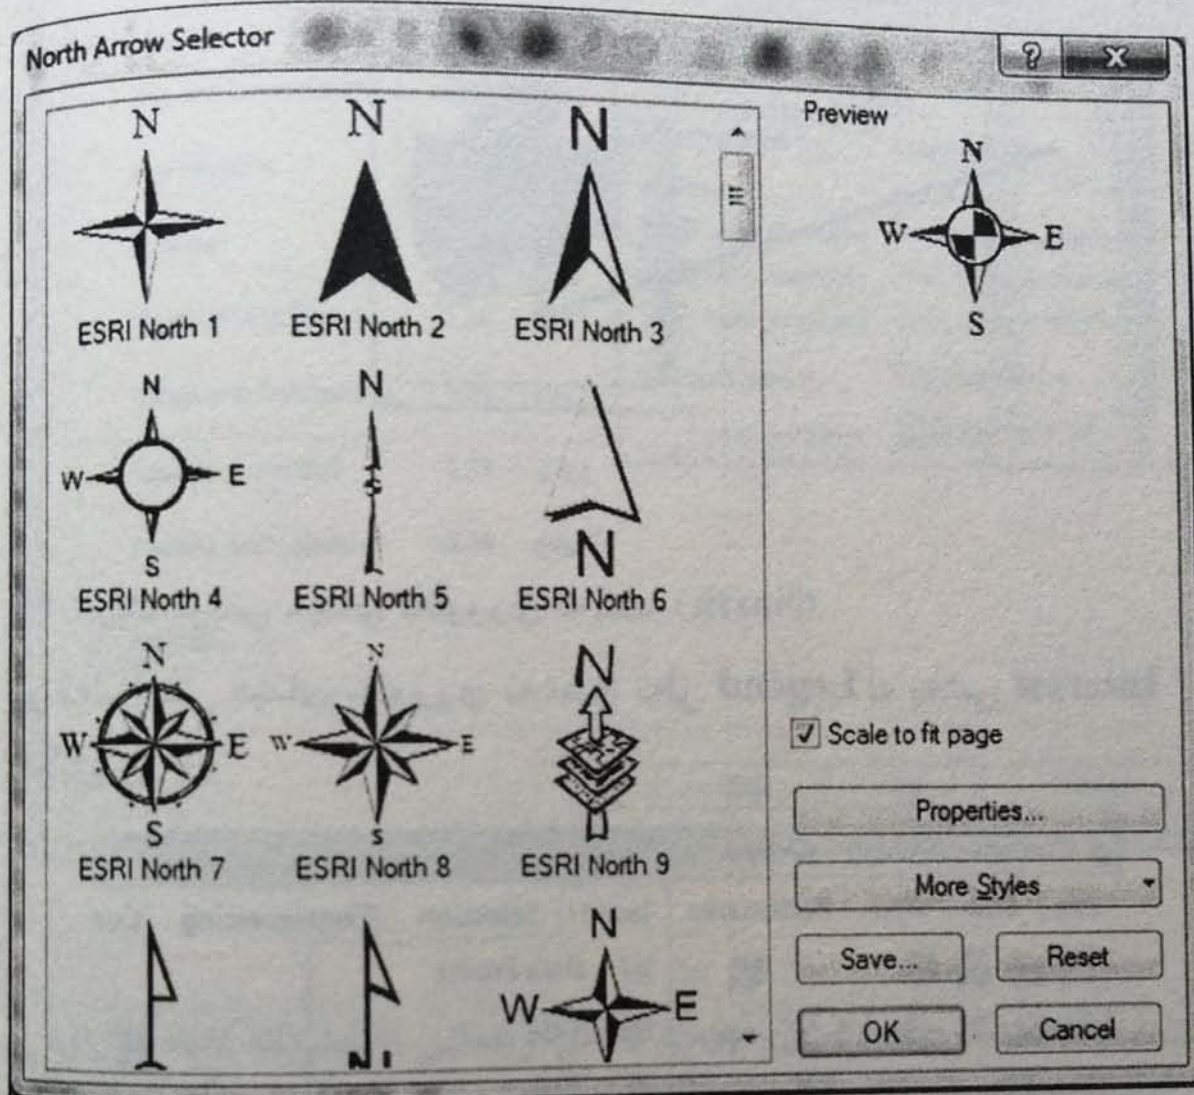 North Arrow Selector
Preview
N
N
N
ESRI North 1
ESRI North 2
ESRI North 3
N
W E
S
N
W E
S
N
S
N
ESRI North 4
ESRI North 5
ESRI North 6
N
W E
S
N
W E
S
N
ESRI North 7
ESRI North 8
ESRI North 9
N
W E
Scale to fit page
Properties...
More Styles
Save...
Reset
OK
Cancel